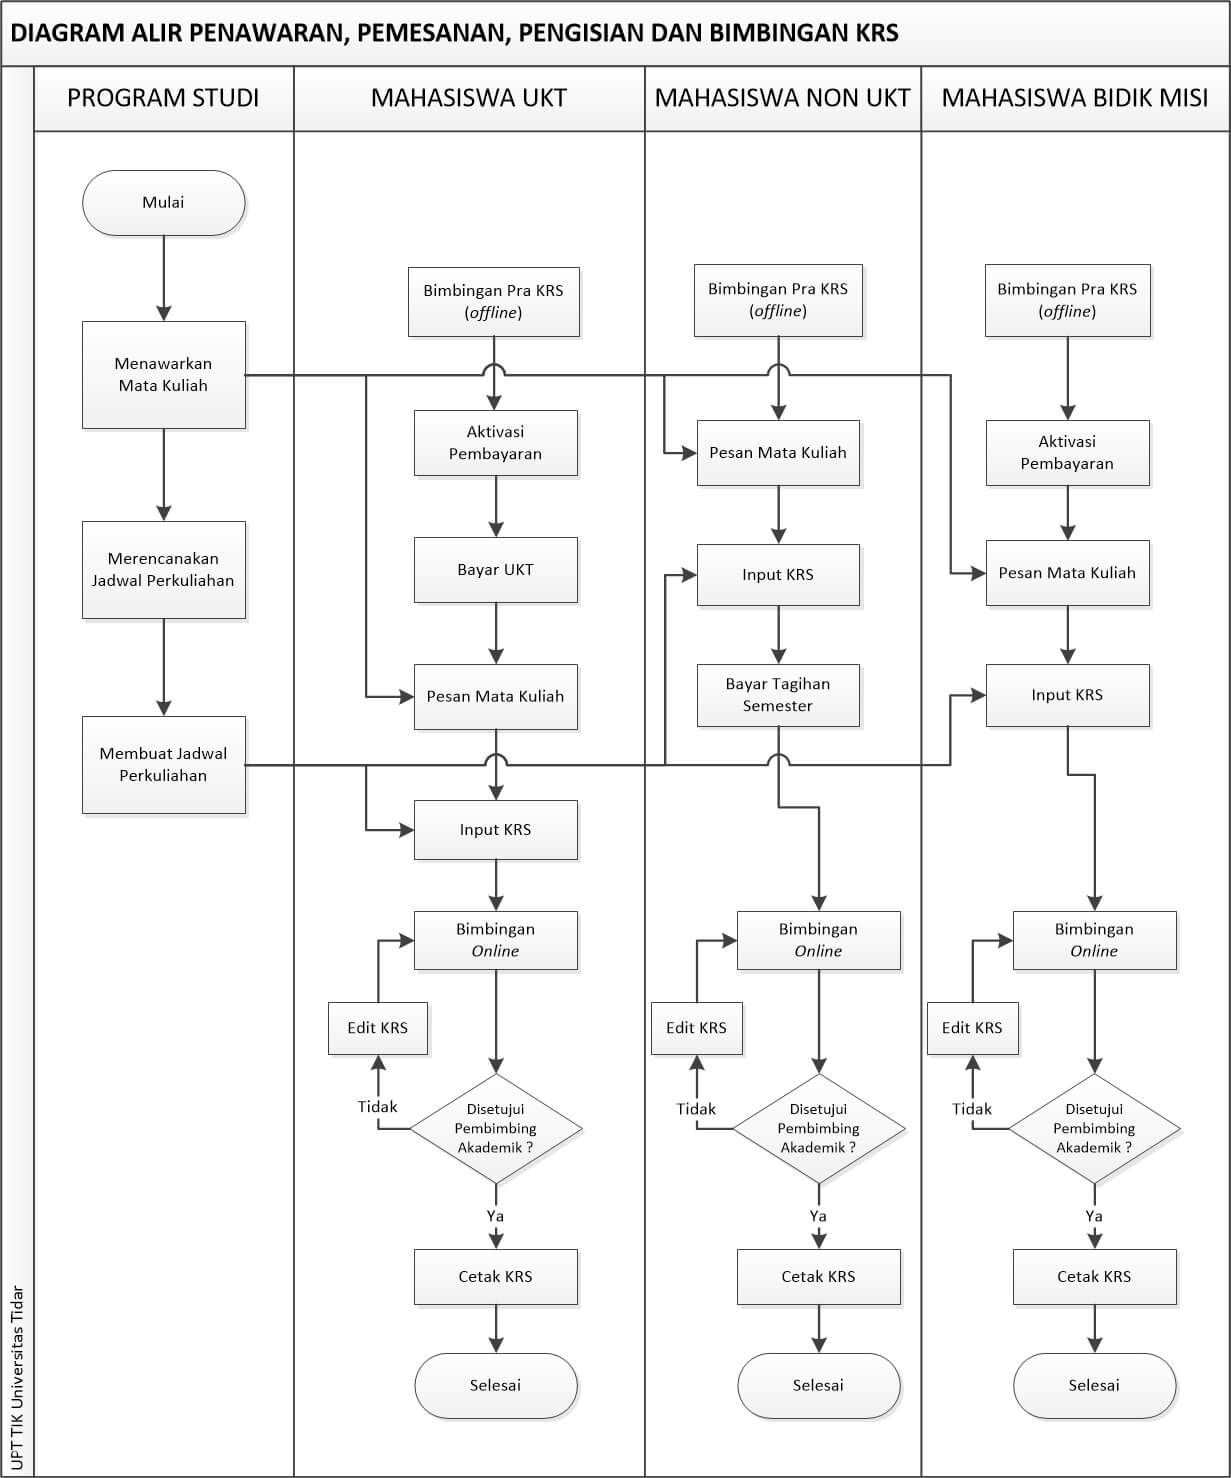 DIAGRAM ALIR PENAWARAN, PEMESANAN, PENGISIAN DAN BIMBINGAN KRS
UPT TIK Universitas Tidar
PROGRAM STUDI
Mulai
Menawarkan
Mata Kuliah
Merencanakan
Jadwal Perkuliahan
Membuat Jadwal
Perkuliahan
MAHASISWA UKT
Bimbingan Pra KRS
(offline)
Aktivasi
Pembayaran
Bayar UKT
Pesan Mata Kuliah
Input KRS
Bimbingan
Online
Edit KRS
Tidak
Disetujui
Pembimbing
Akademik ?
Ya
Cetak KRS
Selesai
MAHASISWA NON UKT
Bimbingan Pra KRS
(offline)
Pesan Mata Kuliah
Input KRS
Bayar Tagihan
Semester
Bimbingan
Online
Edit KRS
Tidak
Disetujui
Pembimbing
Akademik ?
Ya
Cetak KRS
Selesai
MAHASISWA BIDIK MISI
Bimbingan Pra KRS
(offline)
Aktivasi
Pembayaran
Pesan Mata Kuliah
Input KRS
Bimbingan
Online
Edit KRS
Tidak
Disetujui
Pembimbing
Akademik ?
Ya
Cetak KRS
Selesai